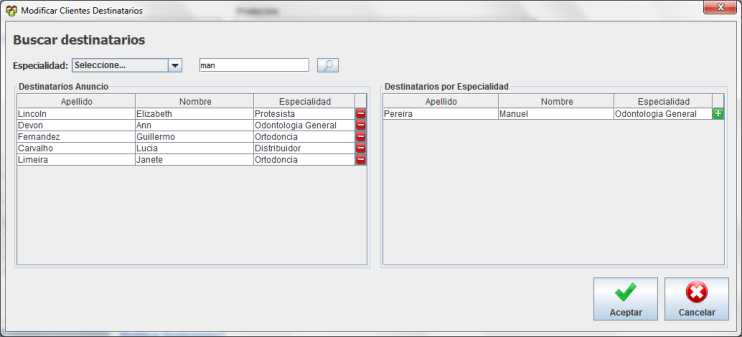 Modificar Clientes Destinatarios
Buscar destinatarios
Especialidad: Seleccione... man
Destinatarios Anuncio
Apellido Nombre Especialidad
Lincoln Elizabeth Protesista
Devon Ann Odontologia General
Fernandez Guillermo Ortodoncia
Carvalho Lucia Distribuidor
Limeira Janete Ortodoncia
Destinatarios por Especialidad
Apellido Nombre Especialidad
Pereira Manuel Odontologia General
Aceptar Cancelar